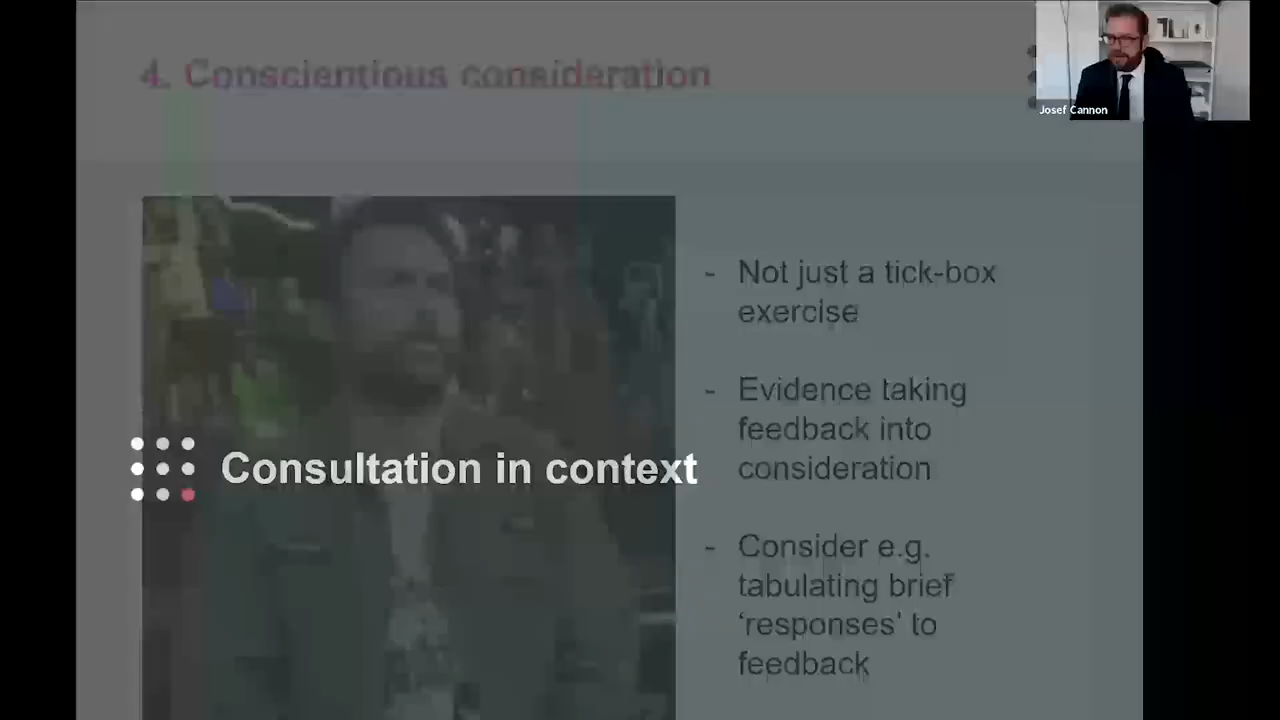 4. Conscientious consideration
Josef Cannon
- Not just a tick-box
exercise
- Evidence taking
feedback into
consideration
Consultation in context
- Consider e.g.
tabulating brief
‘responses’ to
feedback